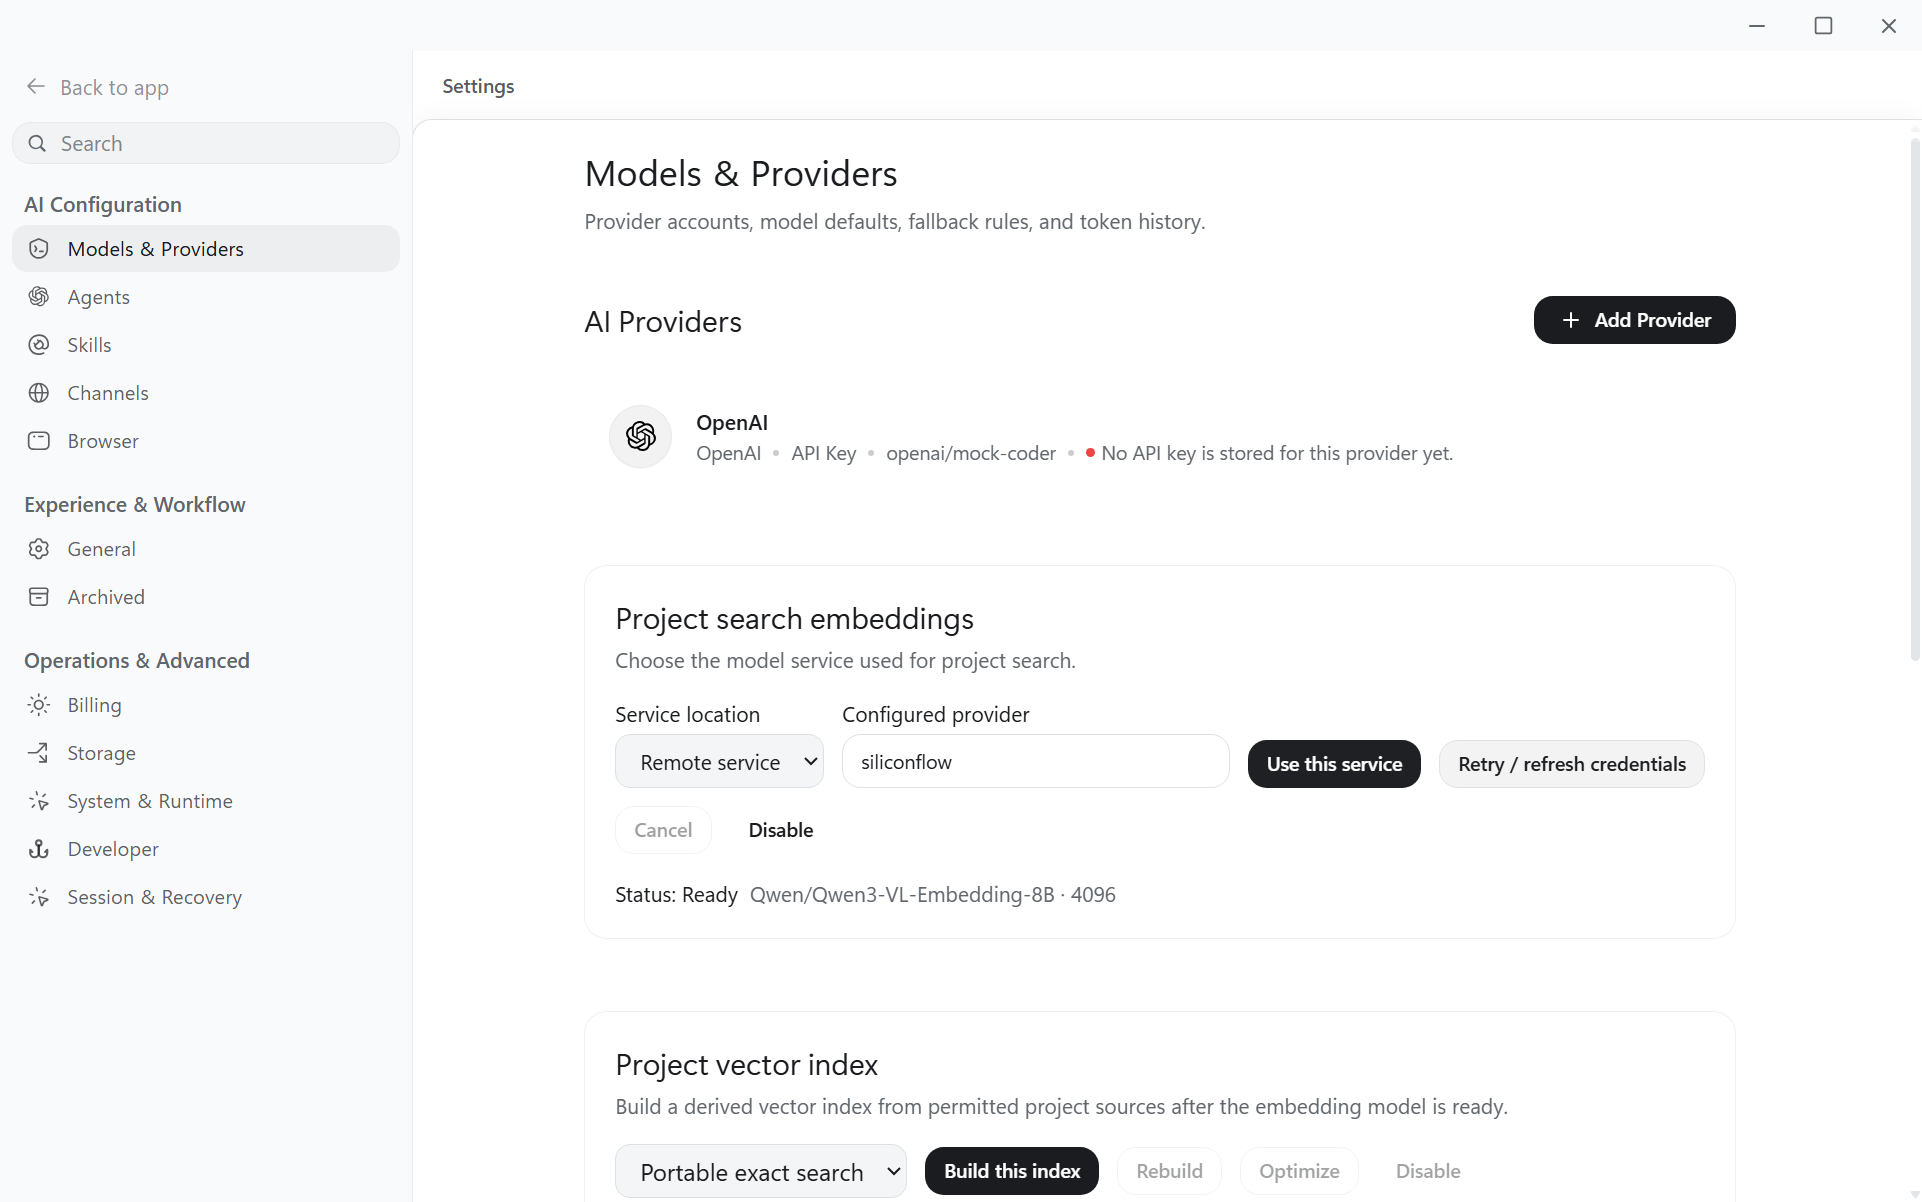 Back to app
Search
AI Configuration
Models & Providers
Agents
Skills
Channels
Browser
Experience & Workflow
General
Archived
Operations & Advanced
Billing
Storage
System & Runtime
Developer
Session & Recovery
Settings
Models & Providers
Provider accounts, model defaults, fallback rules, and token history.
AI Providers
Add Provider
OpenAI
OpenAI • API Key • openai/mock-coder • No API key is stored for this provider yet.
Project search embeddings
Choose the model service used for project search.
Service location Configured provider
Remote service siliconflow Use this service Retry / refresh credentials
Cancel Disable
Status: Ready Qwen/Qwen3-VL-Embedding-8B · 4096
Project vector index
Build a derived vector index from permitted project sources after the embedding model is ready.
Portable exact search Build this index Rebuild Optimize Disable